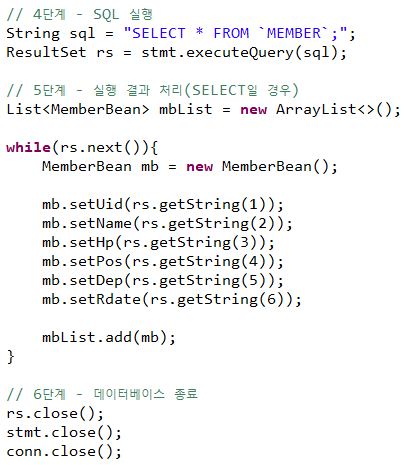 // 4단계 - SQL 실행
String sql = "SELECT * FROM `MEMBER`;";
ResultSet rs = stmt.executeQuery(sql);
// 5단계 - 실행 결과 처리(SELECT일 경우)
List<MemberBean> mbList = new ArrayList<>();
while(rs.next()){
MemberBean mb = new MemberBean();
mb.setUid(rs.getString(1));
mb.setName(rs.getString(2));
mb.setHp(rs.getString(3));
mb.setPos(rs.getString(4));
mb.setDep(rs.getString(5));
mb.setRdate(rs.getString(6));
mbList.add(mb);
}
// 6단계 - 데이터베이스 종료
rs.close();
stmt.close();
conn.close();